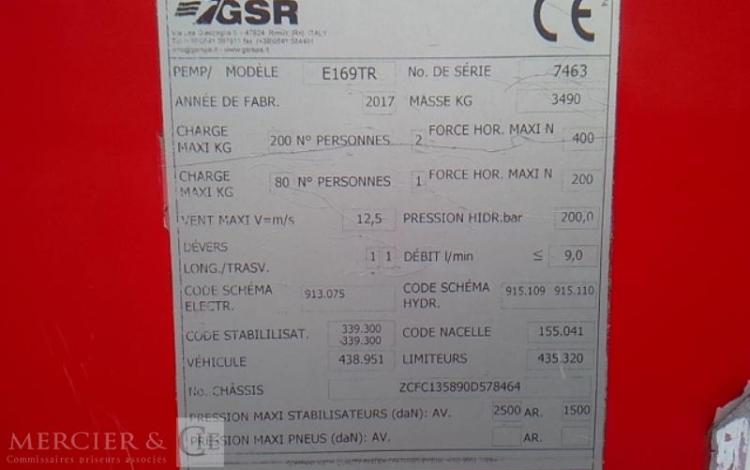 GSR
CE
PEMP/ MODÈLE E169TR No. DE SÉRIE 7463
ANNÉE DE FABR. 2017 MASSE KG 3490
CHARGE MAXI KG 200 N° PERSONNES 2 FORCE HOR. MAXI N 400
CHARGE MAXI KG 80 N° PERSONNES 1 FORCE HOR. MAXI N 200
VENT MAXI V=m/s 12,5 PRESSION HIDR.bar 200,0
DÉVERS LONG./TRASV. 1 1 DÉBIT l/min ≤ 9,0
CODE SCHÉMA ELECTR. 913.075 CODE SCHÉMA HYDR. 915.109 915.110
CODE STABILILISAT. 339.300 -339.300 CODE NACELLE 155.041
VÉHICULE 438.951 LIMITEURS 435.320
No. CHÂSSIS ZCFC135890D578464
PRESSION MAXI STABILISATEURS (daN): AV. 2500 AR. 1500
PRESSION MAXI PNEUS (daN): AV. AR.
MERCIER & C
Commissaires priseurs associés